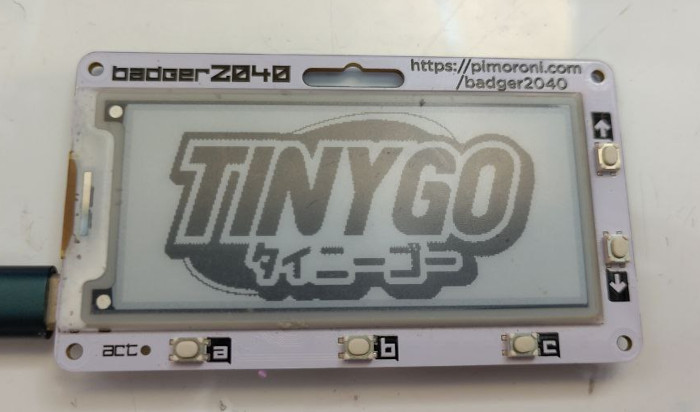 badger2040
https://pimoroni.com
/badger2040
TINYGO
タイニーゴー
act
a
b
c